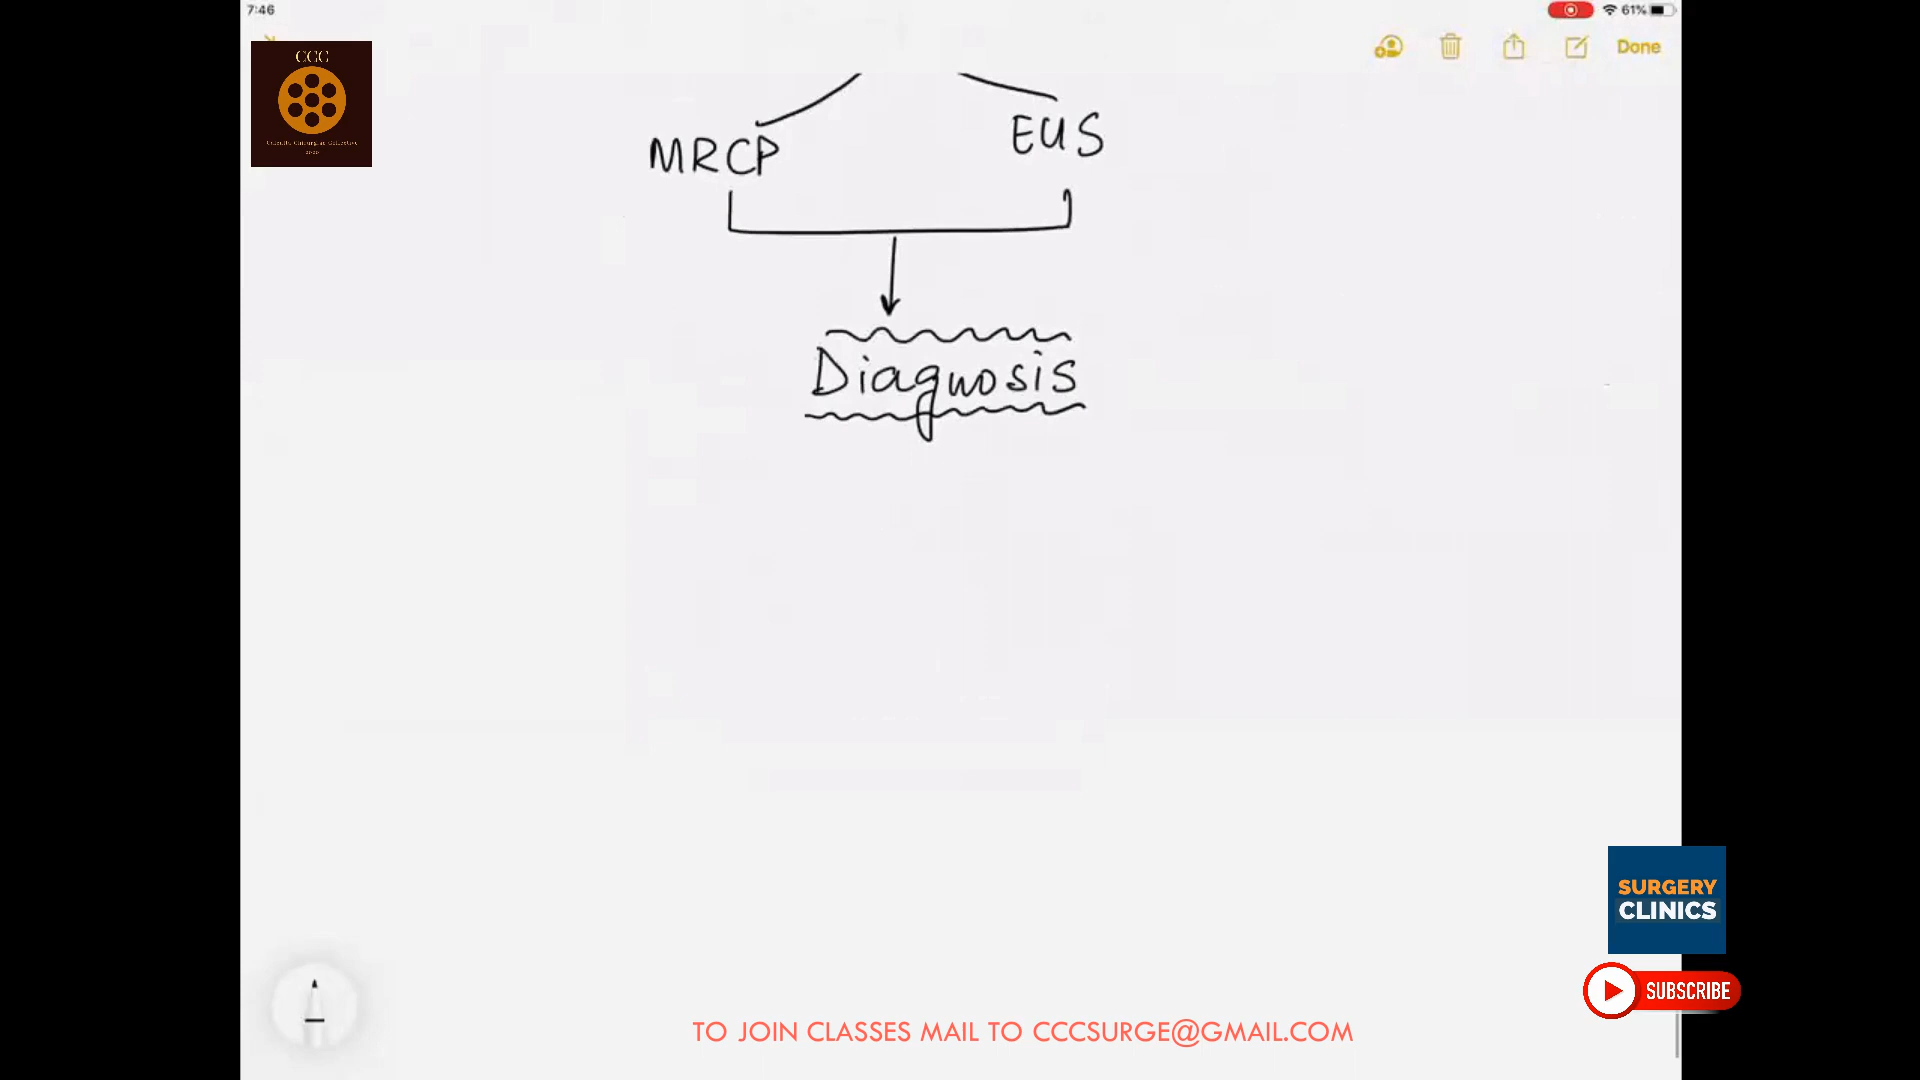 7:46
61%
CCC
Done
MRCP
EUS
Diagnosis
2020
SURGERY
CLINICS
SUBSCRIBE
TO JOIN CLASSES MAIL TO CCCSURGE@GMAIL.COM